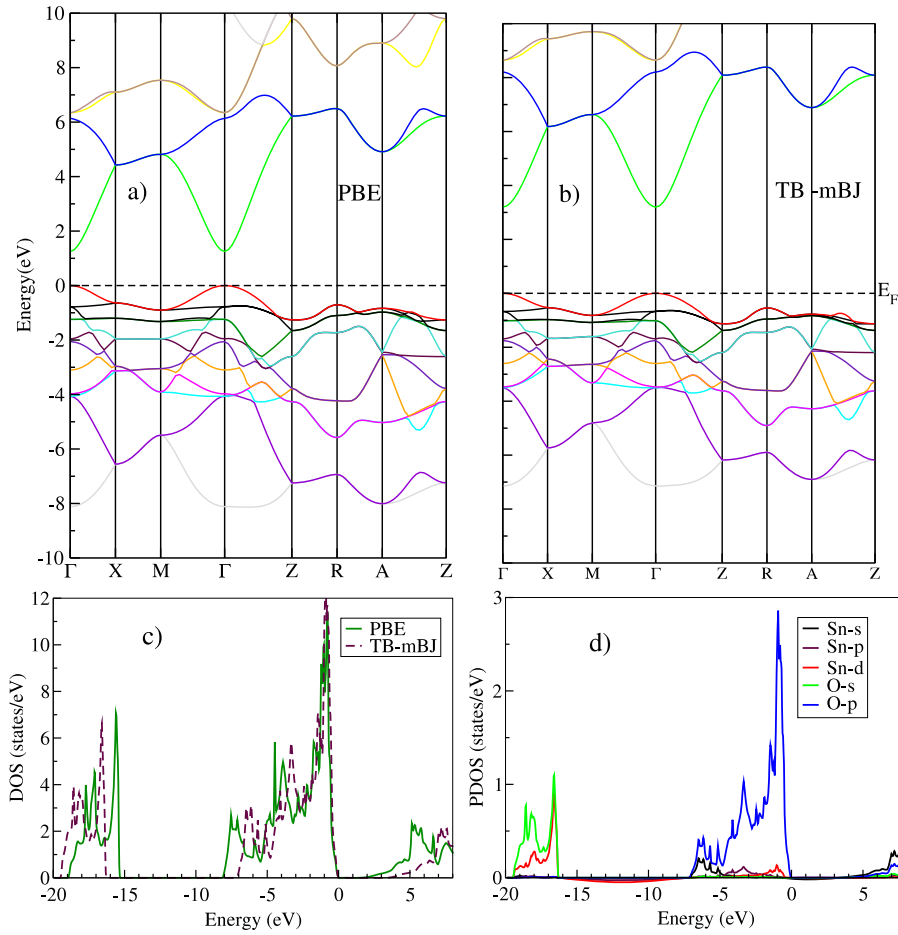 10
8
6
4
2
0
-2
-4
-6
-8
-10
Energy(eV)
a)
PBE
Γ X M Γ Z R A Z
b)
TB -mBJ
E_F
Γ X M Γ Z R A Z
12
10
8
6
4
2
0
DOS (states/eV)
c)
PBE
TB-mBJ
-20 -15 -10 -5 0 5
Energy (eV)
3
2
1
0
PDOS (states/eV)
d)
Sn-s
Sn-p
Sn-d
O-s
O-p
-20 -15 -10 -5 0 5
Energy (eV)